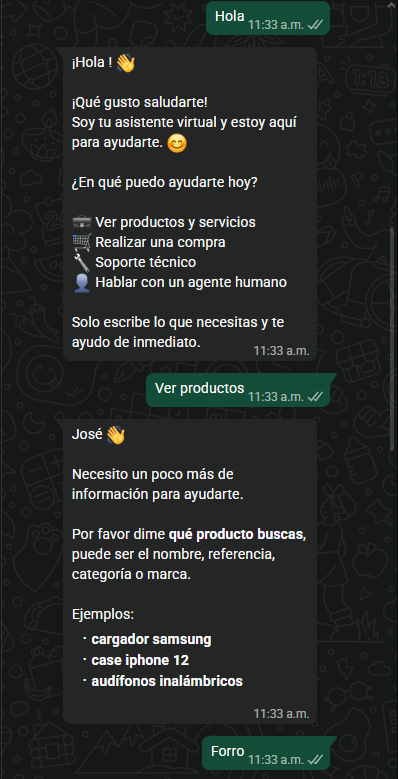 Hola
11:33 a.m.
¡Hola ! 👋
¡Qué gusto saludarte!
Soy tu asistente virtual y estoy aquí
para ayudarte. 😊
¿En qué puedo ayudarte hoy?
💼 Ver productos y servicios
🛒 Realizar una compra
🔧 Soporte técnico
👤 Hablar con un agente humano
Solo escribe lo que necesitas y te
ayudo de inmediato.
11:33 a.m.
Ver productos
11:33 a.m.
José 👋
Necesito un poco más de
información para ayudarte.
Por favor dime qué producto buscas,
puede ser el nombre, referencia,
categoría o marca.
Ejemplos:
· cargador samsung
· case iphone 12
· audífonos inalámbricos
11:33 a.m.
Forro
11:33 a.m.